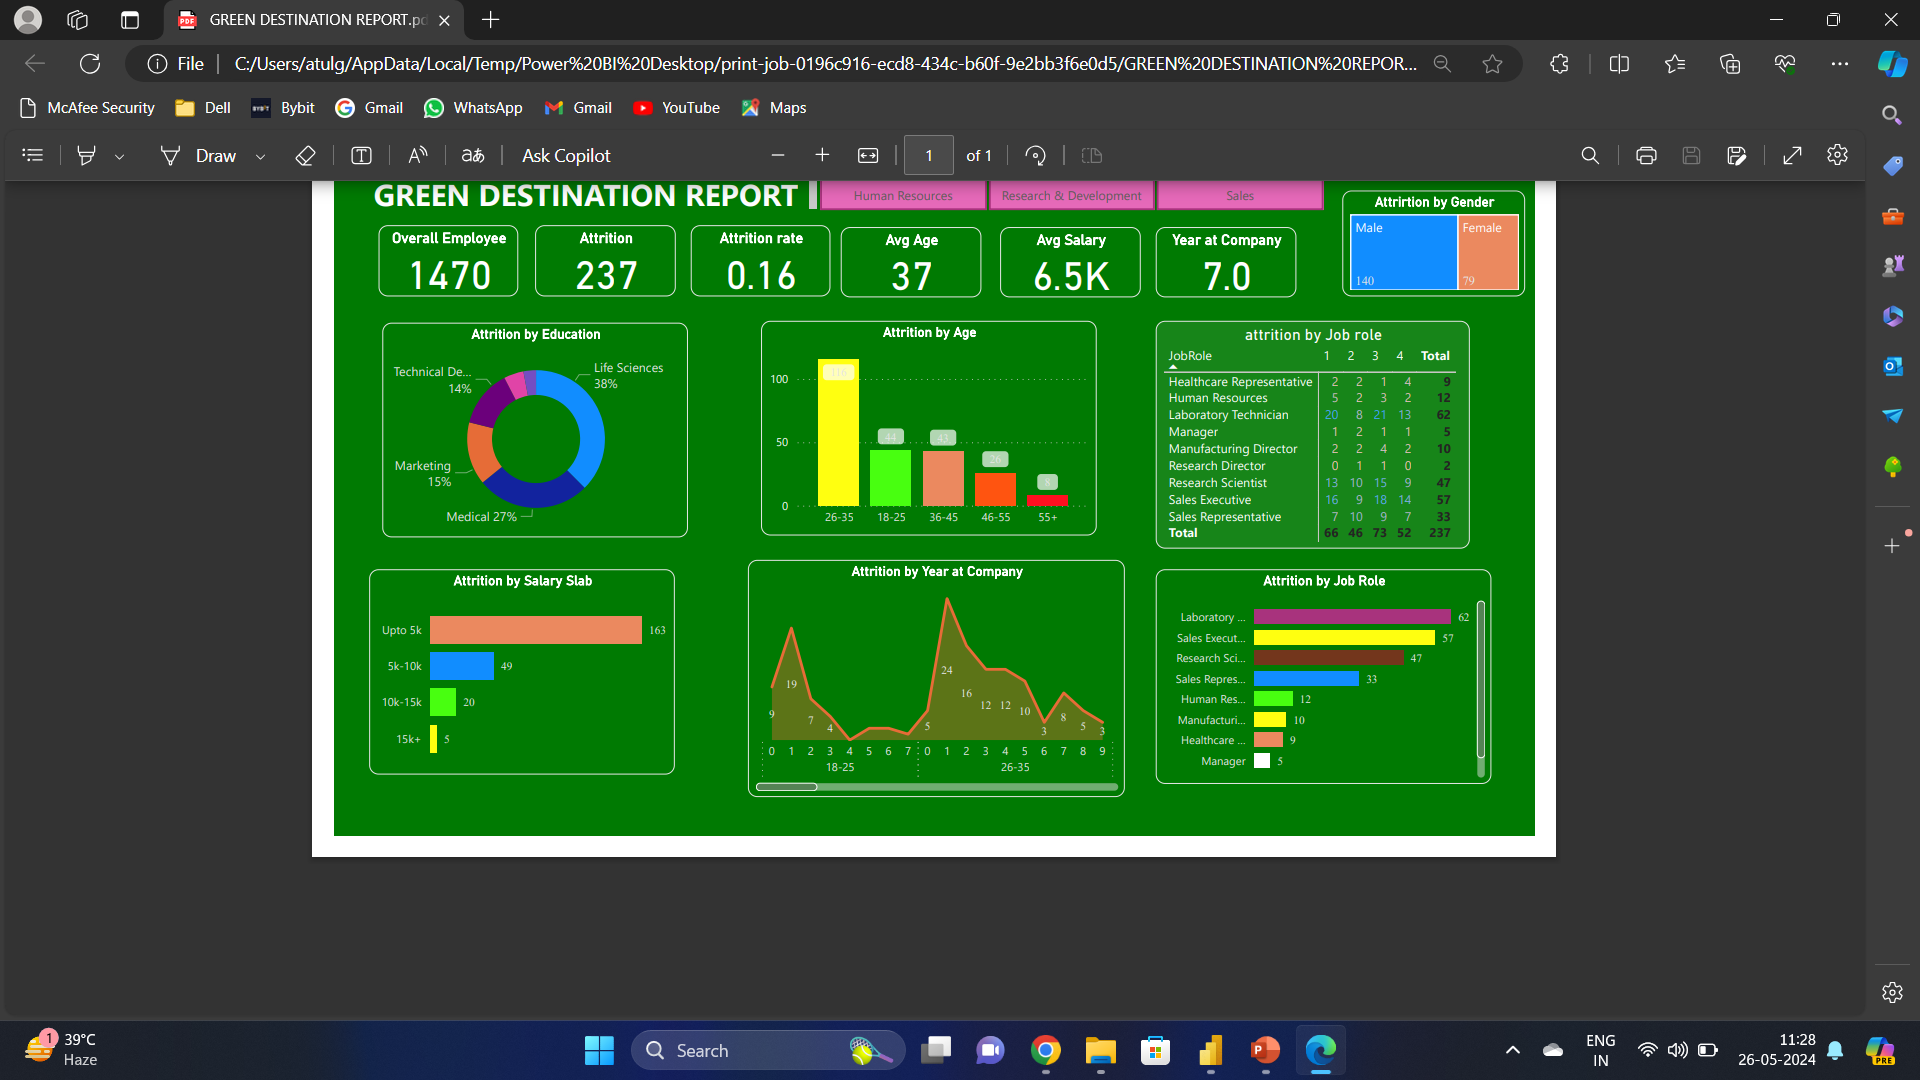 GREEN DESTINATION REPORT.pd
File
C:/Users/atulg/AppData/Local/Temp/Power%20BI%20Desktop/print-job-0196c916-ecd8-434c-b60f-9e2bb3f6e0d5/GREEN%20DESTINATION%20REPOR...
McAfee Security Dell Bybit Gmail WhatsApp Gmail YouTube Maps
Draw Ask Copilot 1 of 1
GREEN DESTINATION REPORT
Human Resources Research & Development Sales
Overall Employee
1470
Attrition
237
Attrition rate
0.16
Avg Age
37
Avg Salary
6.5K
Year at Company
7.0
Attrirtion by Gender
Male Female
140 79
Attrition by Education
Life Sciences
38%
Technical De...
14%
Marketing
15%
Medical 27%
Attrition by Age
100
50
0
116
44
43
26
8
26-35 18-25 36-45 46-55 55+
attrition by Job role
JobRole 1 2 3 4 Total
Healthcare Representative 2 2 1 4 9
Human Resources 5 2 3 2 12
Laboratory Technician 20 8 21 13 62
Manager 1 2 1 1 5
Manufacturing Director 2 2 4 2 10
Research Director 0 1 1 0 2
Research Scientist 13 10 15 9 47
Sales Executive 16 9 18 14 57
Sales Representative 7 10 9 7 33
Total 66 46 73 52 237
Attrition by Salary Slab
Upto 5k 163
5k-10k 49
10k-15k 20
15k+ 5
Attrition by Year at Company
9 19 7 4 5 24 16 12 12 10 3 8 5 3
0 1 2 3 4 5 6 7 0 1 2 3 4 5 6 7 8 9
18-25 26-35
Attrition by Job Role
Laboratory ... 62
Sales Execut... 57
Research Sci... 47
Sales Repres... 33
Human Res... 12
Manufacturi... 10
Healthcare ... 9
Manager 5
1
39°C
Haze
Search
ENG
IN
11:28
26-05-2024
PRE